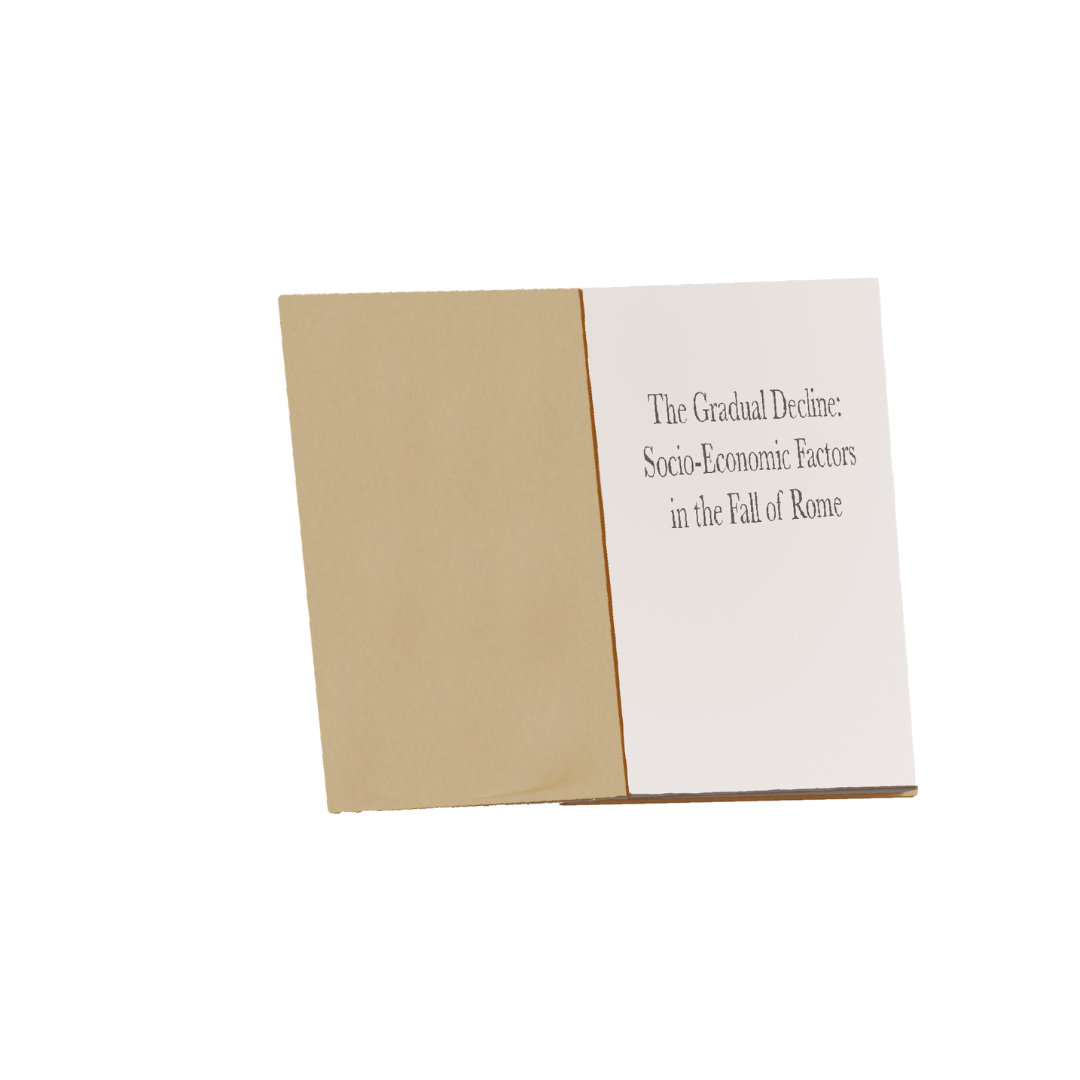 The Gradual Decline:
Socio-Economic Factors
in the Fall of Rome